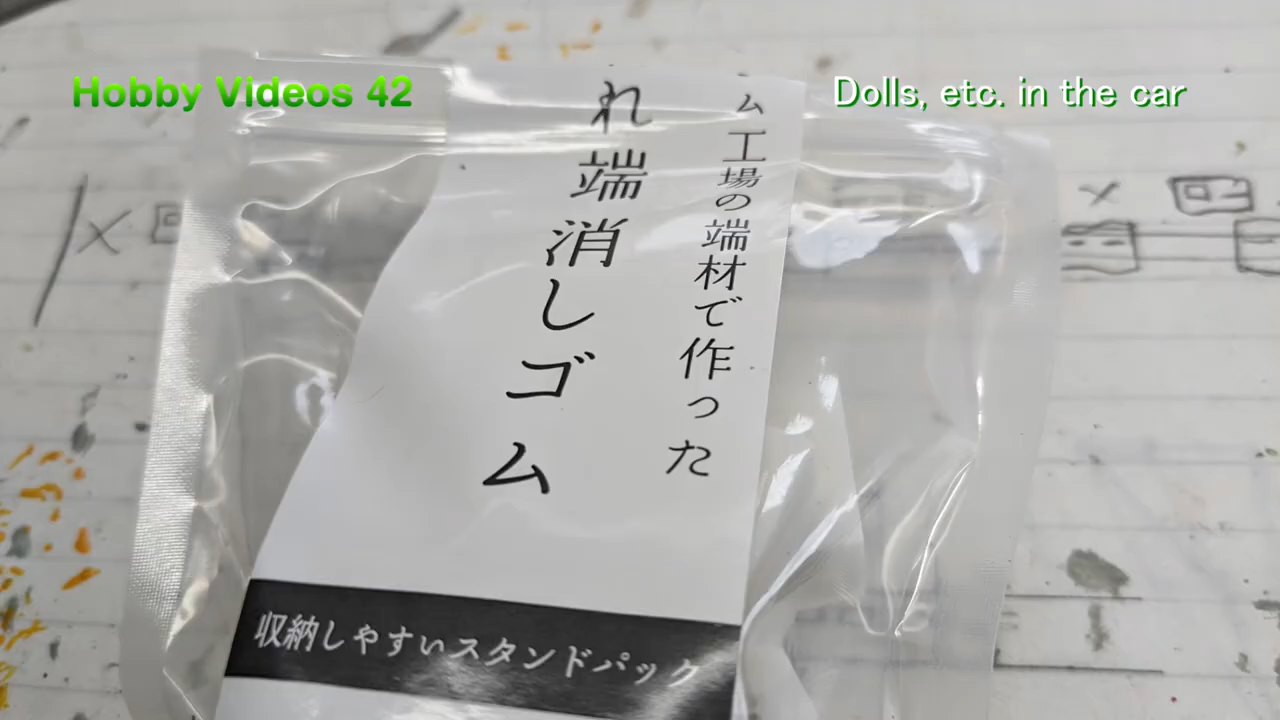 Hobby Videos 42
Dolls, etc. in the car
ム工場の端材で作った
れ端消しゴム
収納しやすいスタンドパック